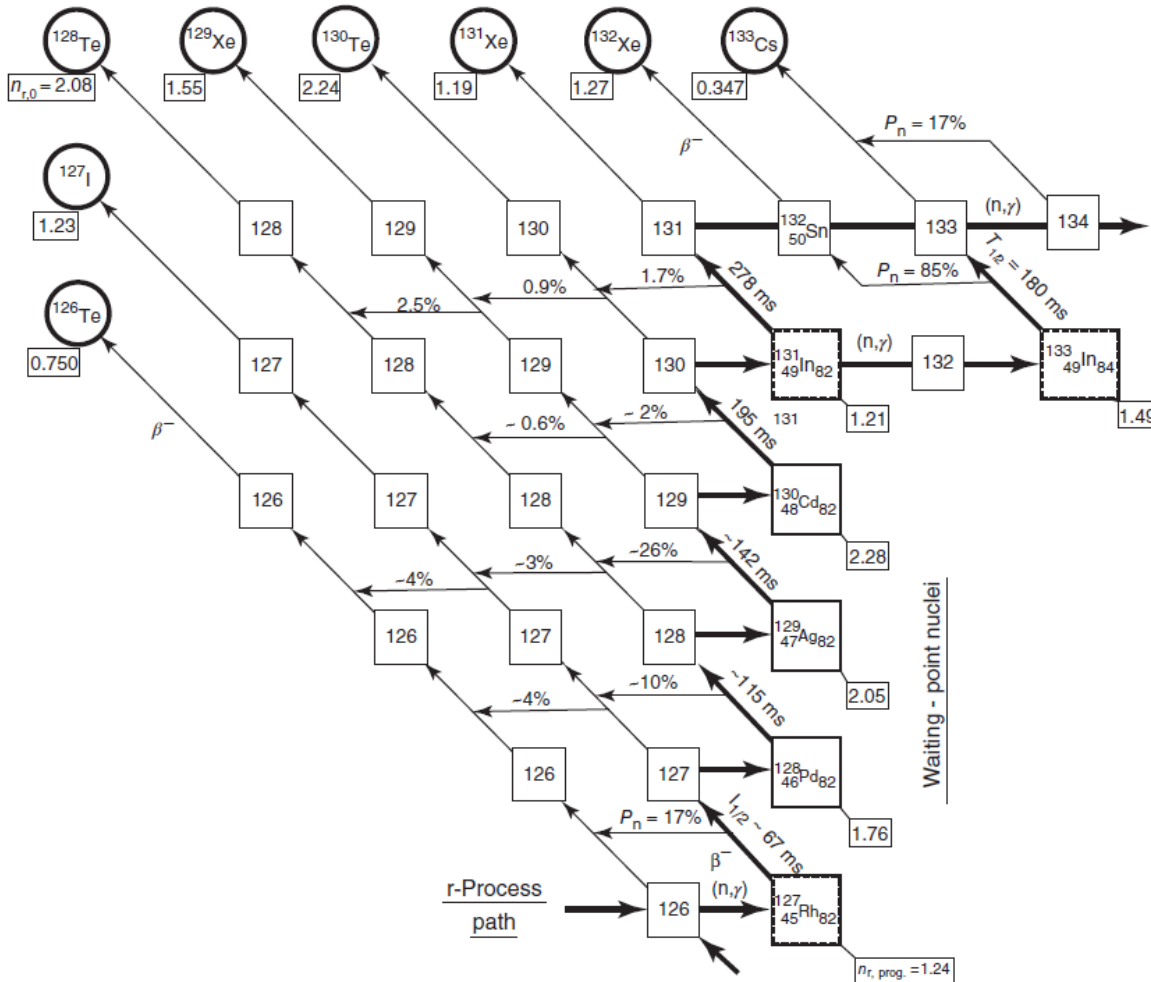 128Te
129Xe
130Te
131Xe
132Xe
133Cs
nr,0 = 2.08
1.55
2.24
1.19
1.27
0.347
Pn = 17%
β−
127I
1.23
128
129
130
131
132 50Sn
133
(n,γ)
134
Pn = 85%
T1/2 = 180 ms
126Te
0.750
2.5%
0.9%
1.7%
278 ms
127
128
129
130
131 49In82
(n,γ)
132
133 49In84
131
1.21
1.49
β−
~ 0.6%
~ 2%
195 ms
126
127
128
129
130 48Cd82
2.28
~4%
~3%
~26%
~142 ms
126
127
128
129 47Ag82
2.05
Waiting - point nuclei
~4%
~10%
~115 ms
126
127
128 46Pd82
1.76
Pn = 17%
I1/2 ~ 67 ms
β−
r-Process
path
126
(n,γ)
127 45Rh82
nr, prog. =1.24